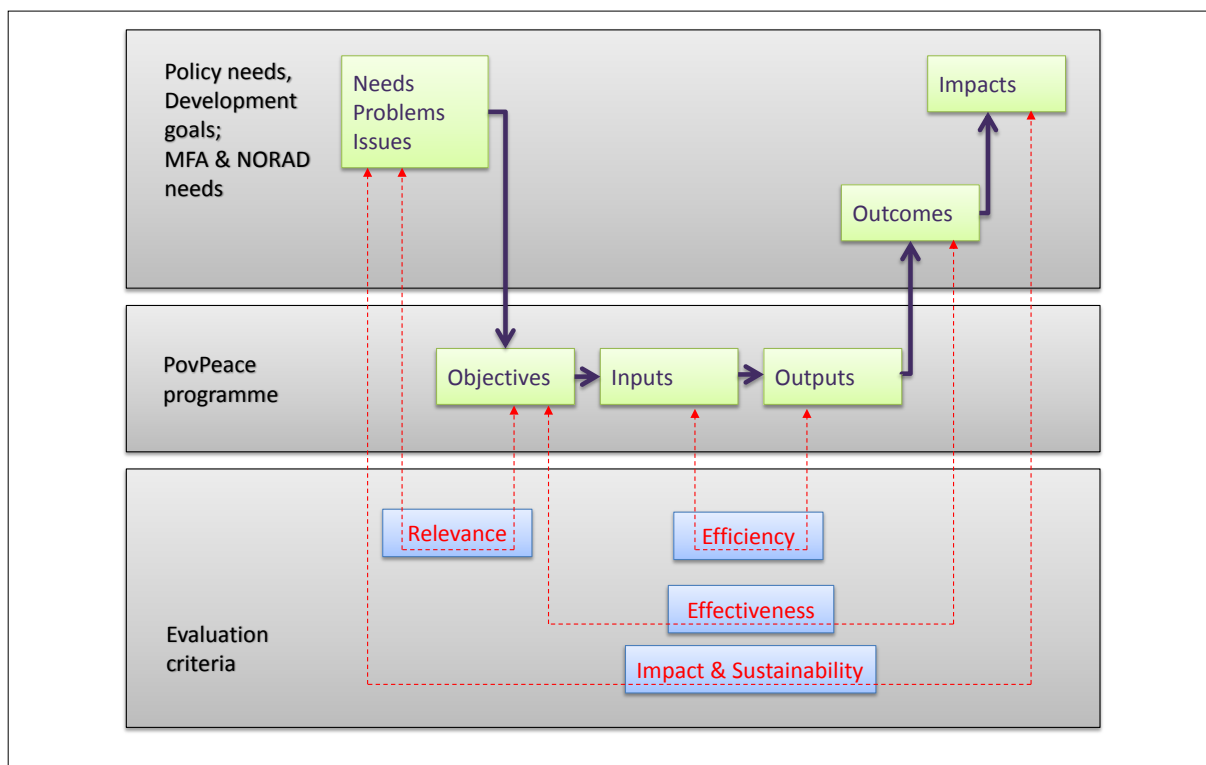 Policy needs,
Development
goals;
MFA & NORAD
needs
Needs
Problems
Issues
Impacts
Outcomes
PovPeace
programme
Objectives
Inputs
Outputs
Relevance
Efficiency
Effectiveness
Evaluation
criteria
Impact & Sustainability